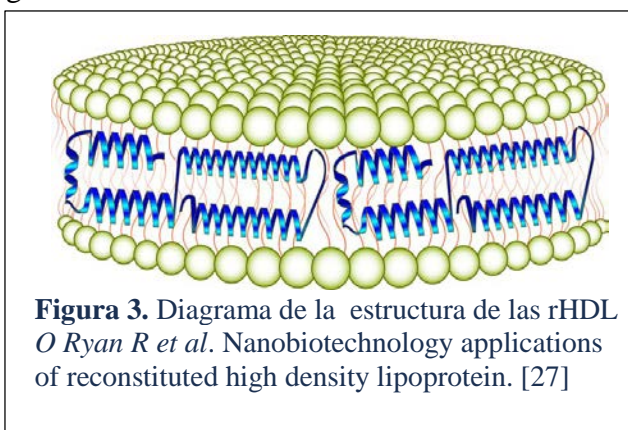 Figura 3. Diagrama de la estructura de las rHDL
O Ryan R et al. Nanobiotechnology applications
of reconstituted high density lipoprotein. [27]